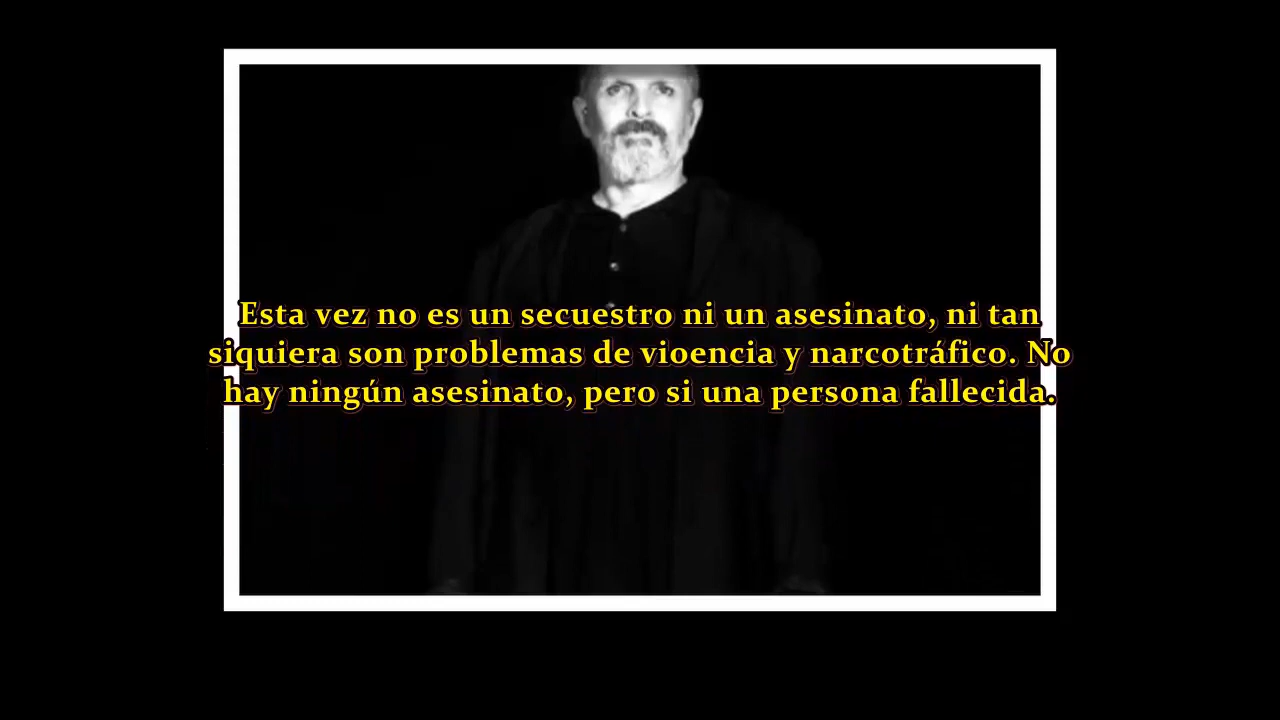 Esta vez no es un secuestro ni un asesinato, ni tan
siquiera son problemas de vioencia y narcotráfico. No
hay ningún asesinato, pero si una persona fallecida.